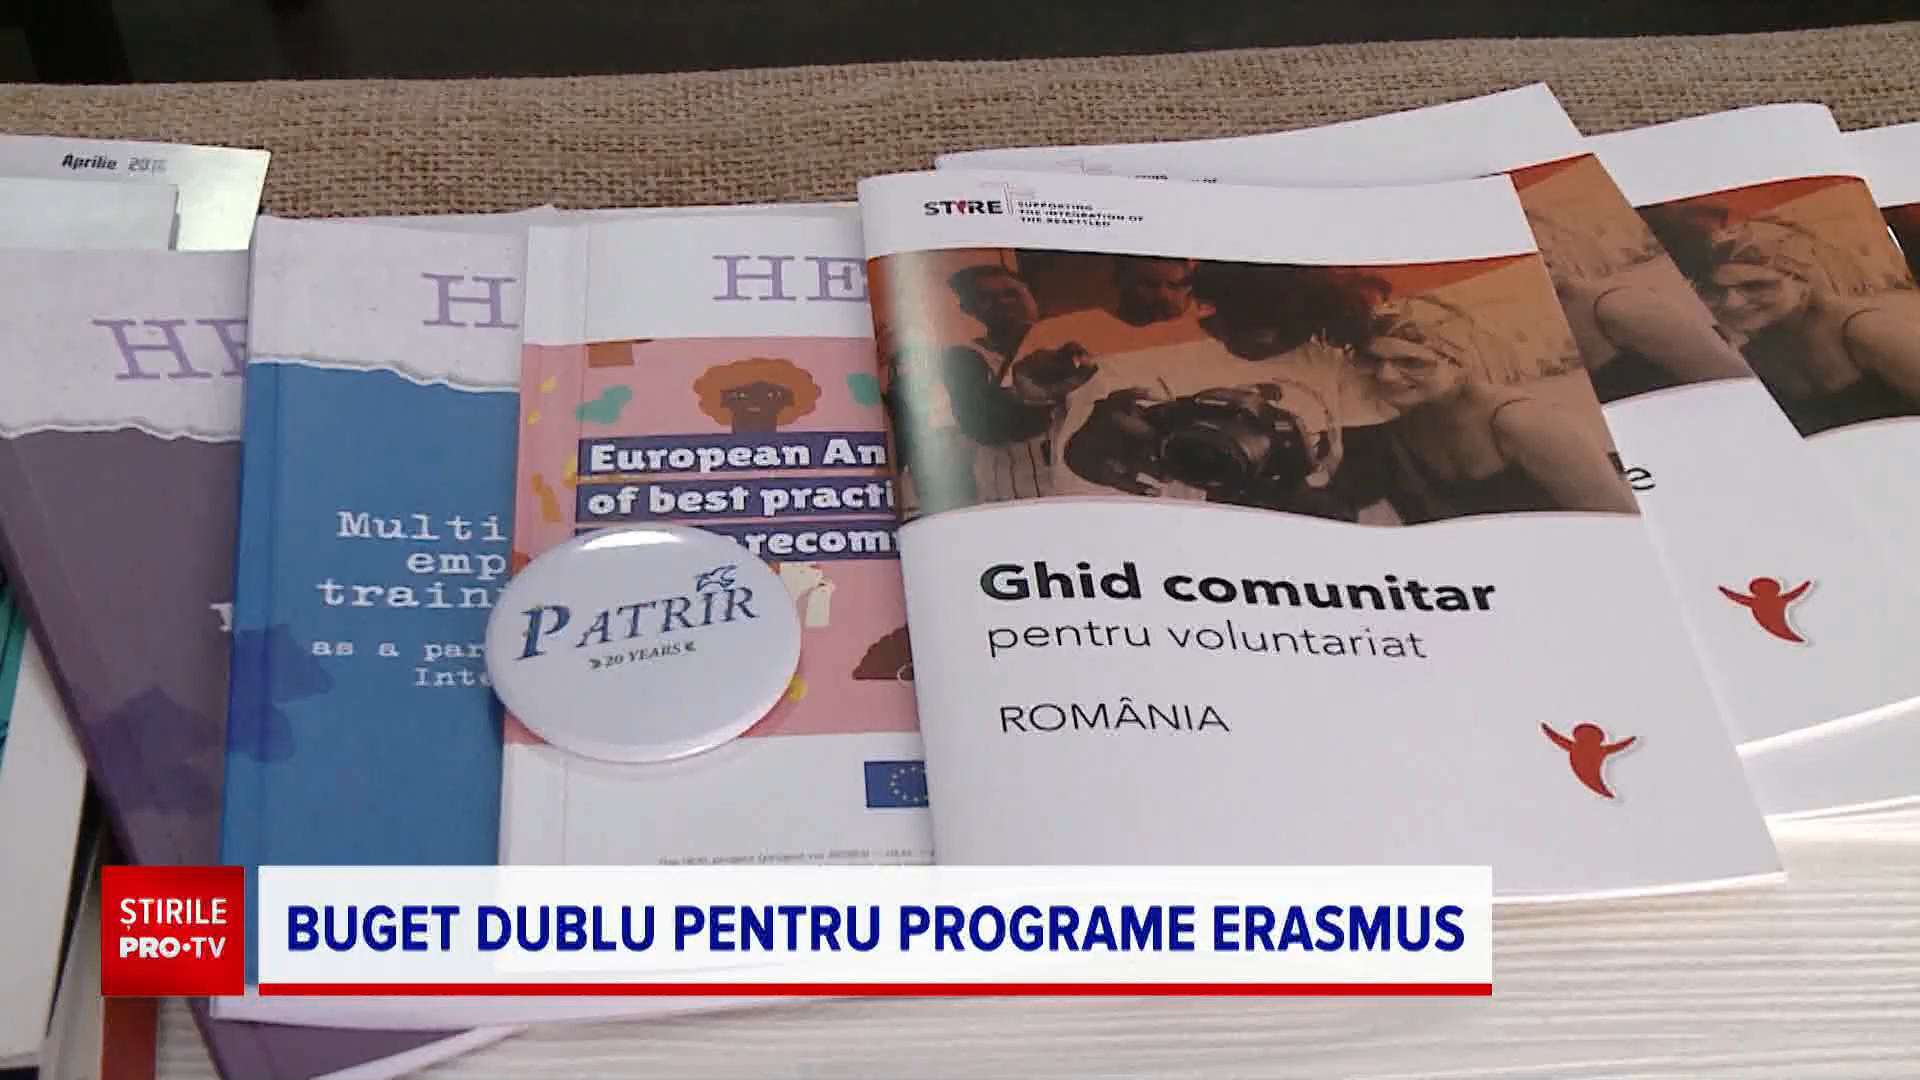 Aprilie
STIRE
SUPPORTING
THE INTEGRATION OF
THE RESETTLED
HE
H
HE
European An
of best practi
recom
Multi
emp
train
as a par
Inte
PATRIR
20 YEARS
Ghid comunitar
pentru voluntariat
ROMÂNIA
e
ȘTIRILE
PRO•TV
BUGET DUBLU PENTRU PROGRAME ERASMUS